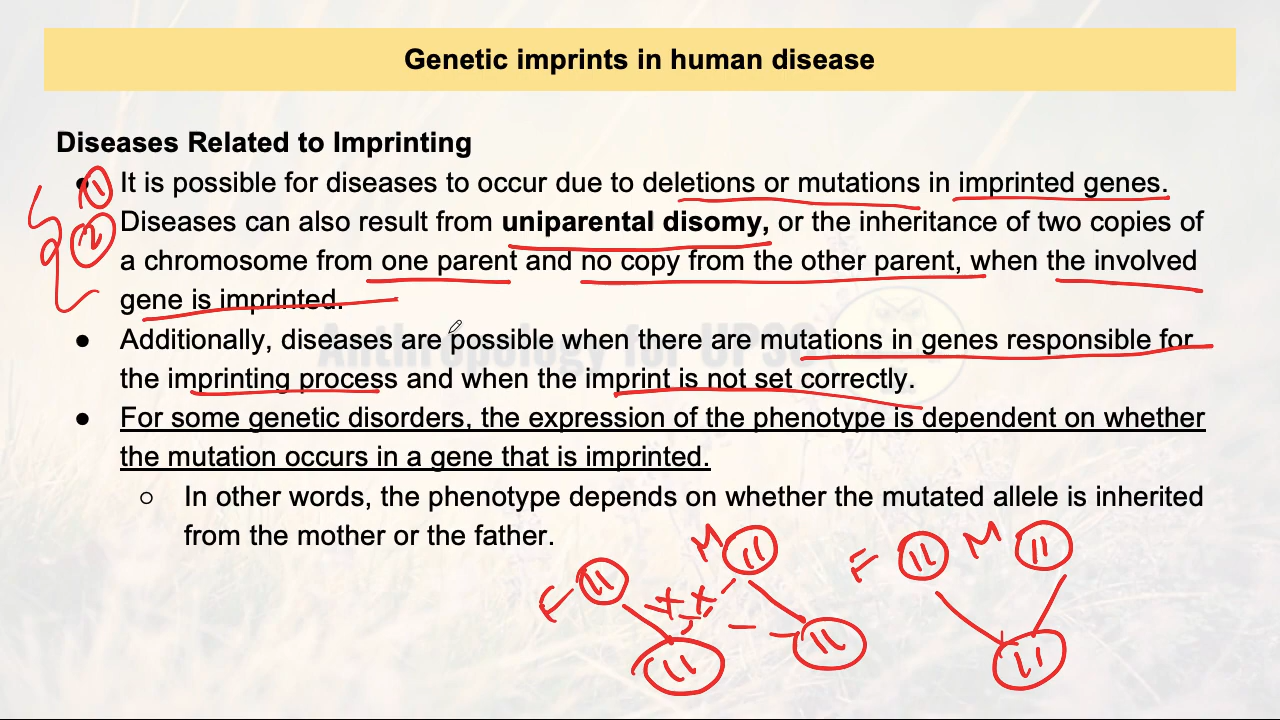 Genetic imprints in human disease
Diseases Related to Imprinting
1 It is possible for diseases to occur due to deletions or mutations in imprinted genes.
2 Diseases can also result from uniparental disomy, or the inheritance of two copies of
a chromosome from one parent and no copy from the other parent, when the involved
gene is imprinted.
● Additionally, diseases are possible when there are mutations in genes responsible for
the imprinting process and when the imprint is not set correctly.
Anthropology for UPSC
● For some genetic disorders, the expression of the phenotype is dependent on whether
the mutation occurs in a gene that is imprinted.
○ In other words, the phenotype depends on whether the mutated allele is inherited
from the mother or the father.
F M F M